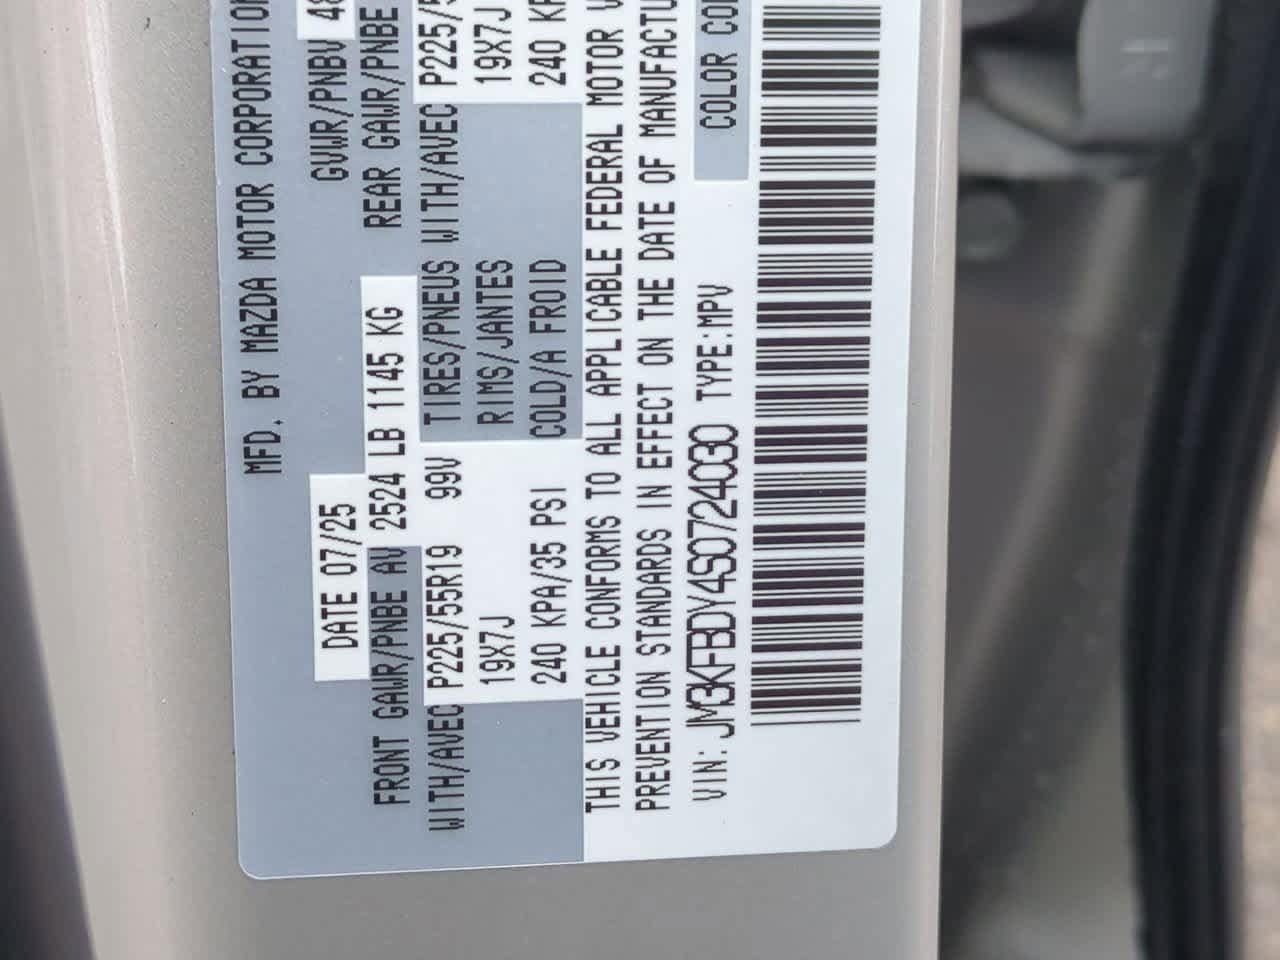 MFD. BY MAZDA MOTOR CORPORATION
DATE 07/25 GVWR/PNBV 48
FRONT GAWR/PNBE AV 2524 LB 1145 KG REAR GAWR/PNBE
WITH/AVEC P225/55R19 99V TIRES/PNEUS WITH/AVEC P225/5
19X7J RIMS/JANTES 19X7J
240 KPA/35 PSI COLD/A FROID 240 KP
THIS VEHICLE CONFORMS TO ALL APPLICABLE FEDERAL MOTOR V
PREVENTION STANDARDS IN EFFECT ON THE DATE OF MANUFACTU
VIN: JM3KFBDY4S0724030 TYPE:MPV COLOR COD